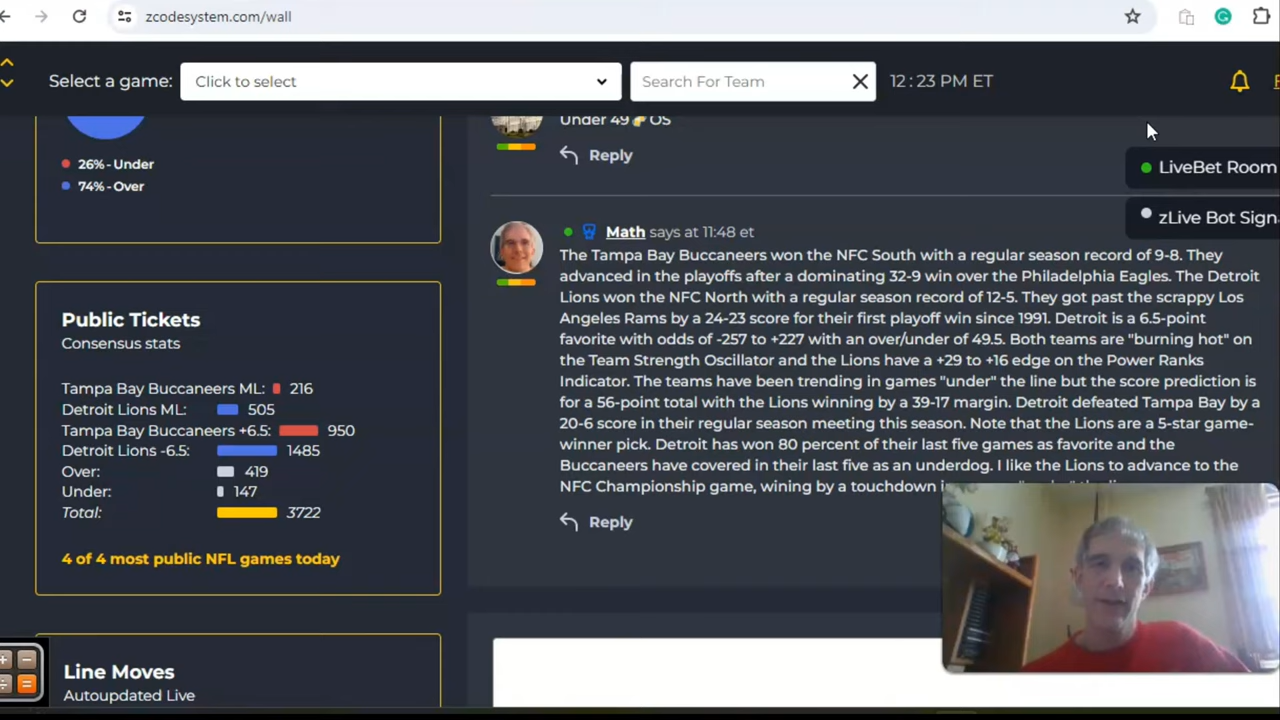 zcodesystem.com/wall
Select a game:
Click to select
Search For Team
12:23 PM ET
26% - Under
74% - Over
Public Tickets
Consensus stats
Tampa Bay Buccaneers ML: 216
Detroit Lions ML: 505
Tampa Bay Buccaneers +6.5: 950
Detroit Lions -6.5: 1485
Over: 419
Under: 147
Total: 3722
4 of 4 most public NFL games today
Line Moves
Autoupdated Live
Under 49 OS
Reply
Math says at 11:48 et
The Tampa Bay Buccaneers won the NFC South with a regular season record of 9-8. They
advanced in the playoffs after a dominating 32-9 win over the Philadelphia Eagles. The Detroit
Lions won the NFC North with a regular season record of 12-5. They got past the scrappy Los
Angeles Rams by a 24-23 score for their first playoff win since 1991. Detroit is a 6.5-point
favorite with odds of -257 to +227 with an over/under of 49.5. Both teams are "burning hot" on
the Team Strength Oscillator and the Lions have a +29 to +16 edge on the Power Ranks
Indicator. The teams have been trending in games "under" the line but the score prediction is
for a 56-point total with the Lions winning by a 39-17 margin. Detroit defeated Tampa Bay by a
20-6 score in their regular season meeting this season. Note that the Lions are a 5-star game-
winner pick. Detroit has won 80 percent of their last five games as favorite and the
Buccaneers have covered in their last five as an underdog. I like the Lions to advance to the
NFC Championship game, wining by a touchdown
Reply
LiveBet Room
zLive Bot Sign